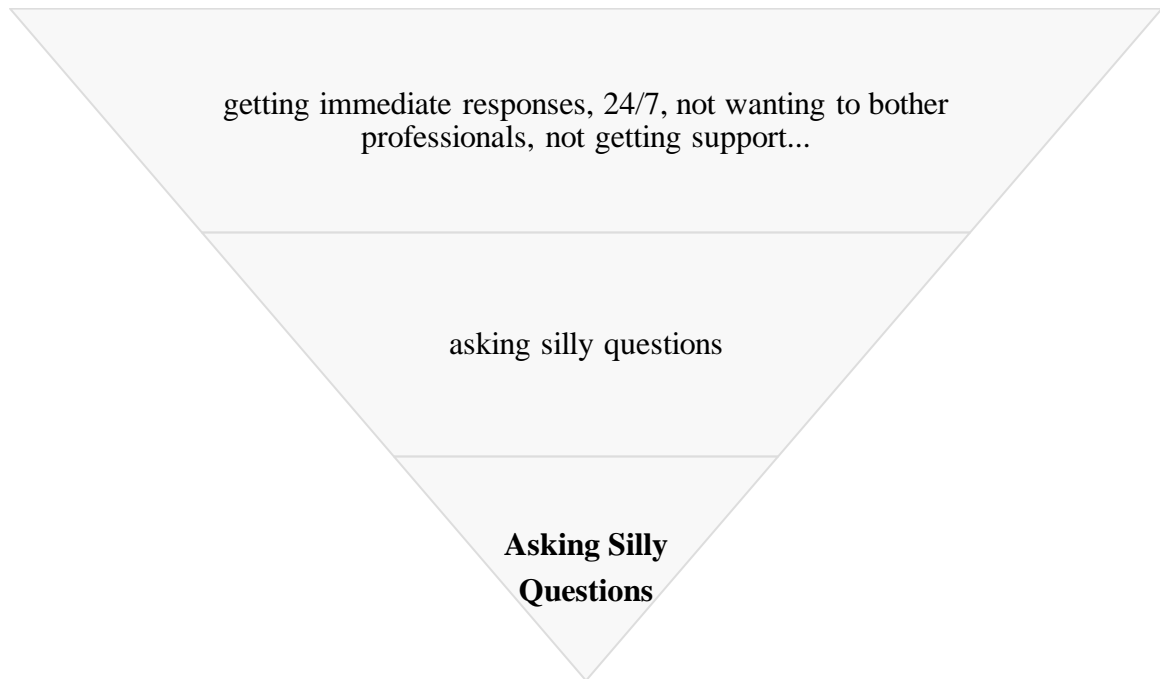 getting immediate responses, 24/7, not wanting to bother
professionals, not getting support...
asking silly questions
Asking Silly
Questions